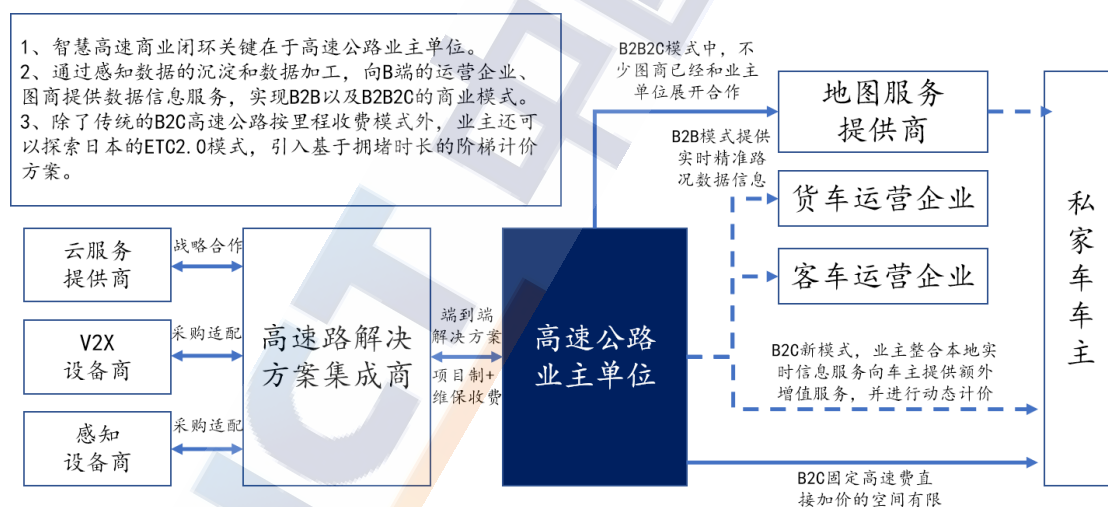 1、智慧高速商业闭环关键在于高速公路业主单位。
2、通过感知数据的沉淀和数据加工，向B端的运营企业、
图商提供数据信息服务，实现B2B以及B2B2C的商业模式。
3、除了传统的B2C高速公路按里程收费模式外，业主还可
以探索日本的ETC2.0模式，引入基于拥堵时长的阶梯计价
方案。
云服务
提供商
战略合作
V2X
设备商
采购适配
感知
设备商
采购适配
高速路解决
方案集成商
端到端
解决方案
项目制+
维保收费
高速公路
业主单位
B2B2C模式中，不
少图商已经和业主
单位展开合作
B2B模式提供
实时精准路
况数据信息
地图服务
提供商
货车运营企业
客车运营企业
B2C新模式，业主整合本地实
时信息服务向车主提供额外
增值服务，并进行动态计价
B2C固定高速费直
接加价的空间有限
私
家
车
车
主